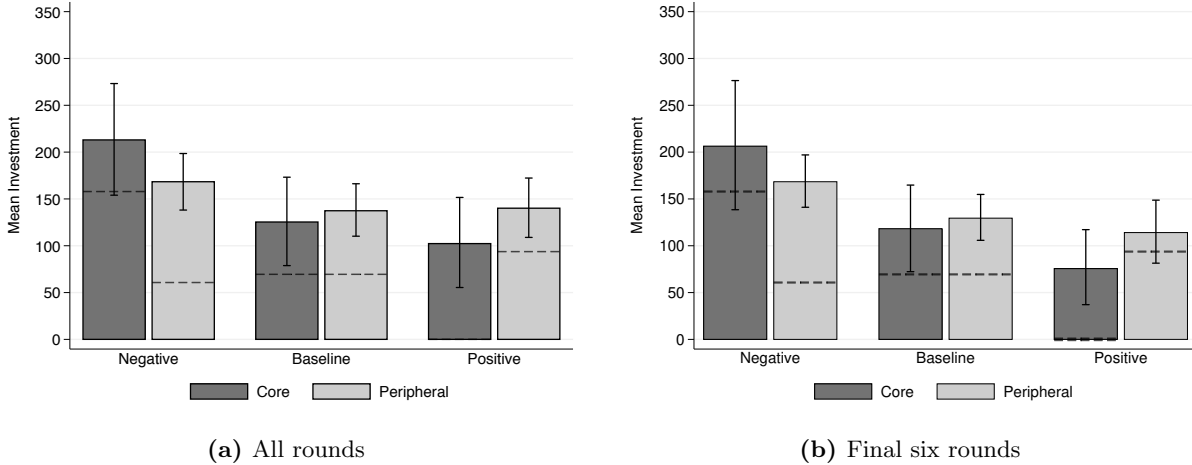 350
300
250
200
150
100
50
0
Mean Investment
Negative Baseline Positive
Core Peripheral
(a) All rounds
350
300
250
200
150
100
50
0
Mean Investment
Negative Baseline Positive
Core Peripheral
(b) Final six rounds